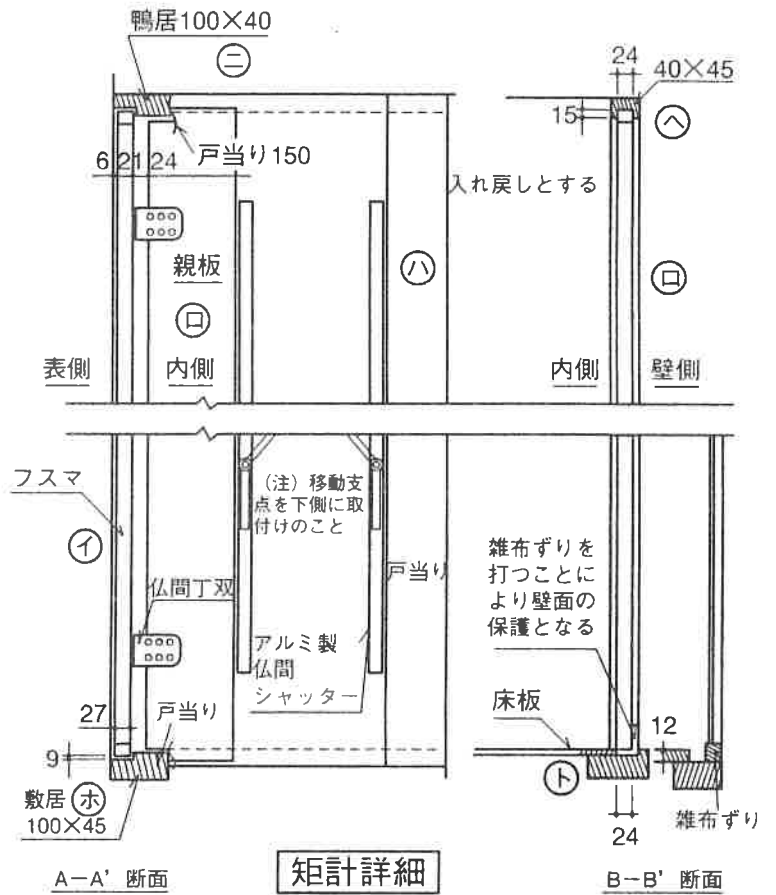 鴨居100×40
ニ
24
40×45
15
ヘ
戸当り150
6 21 24
入れ戻しとする
親板
ハ
ロ
ロ
表側
内側
内側
壁側
フスマ
(注)移動支
点を下側に取
付けのこと
イ
雑布ずりを
打つことに
より壁面の
保護となる
戸当り
仏間丁双
アルミ製
仏間
シャッター
床板
27
戸当り
12
9
ト
敷居 ホ
100×45
24
雑布ずり
A-A' 断面
矩計詳細
B-B' 断面